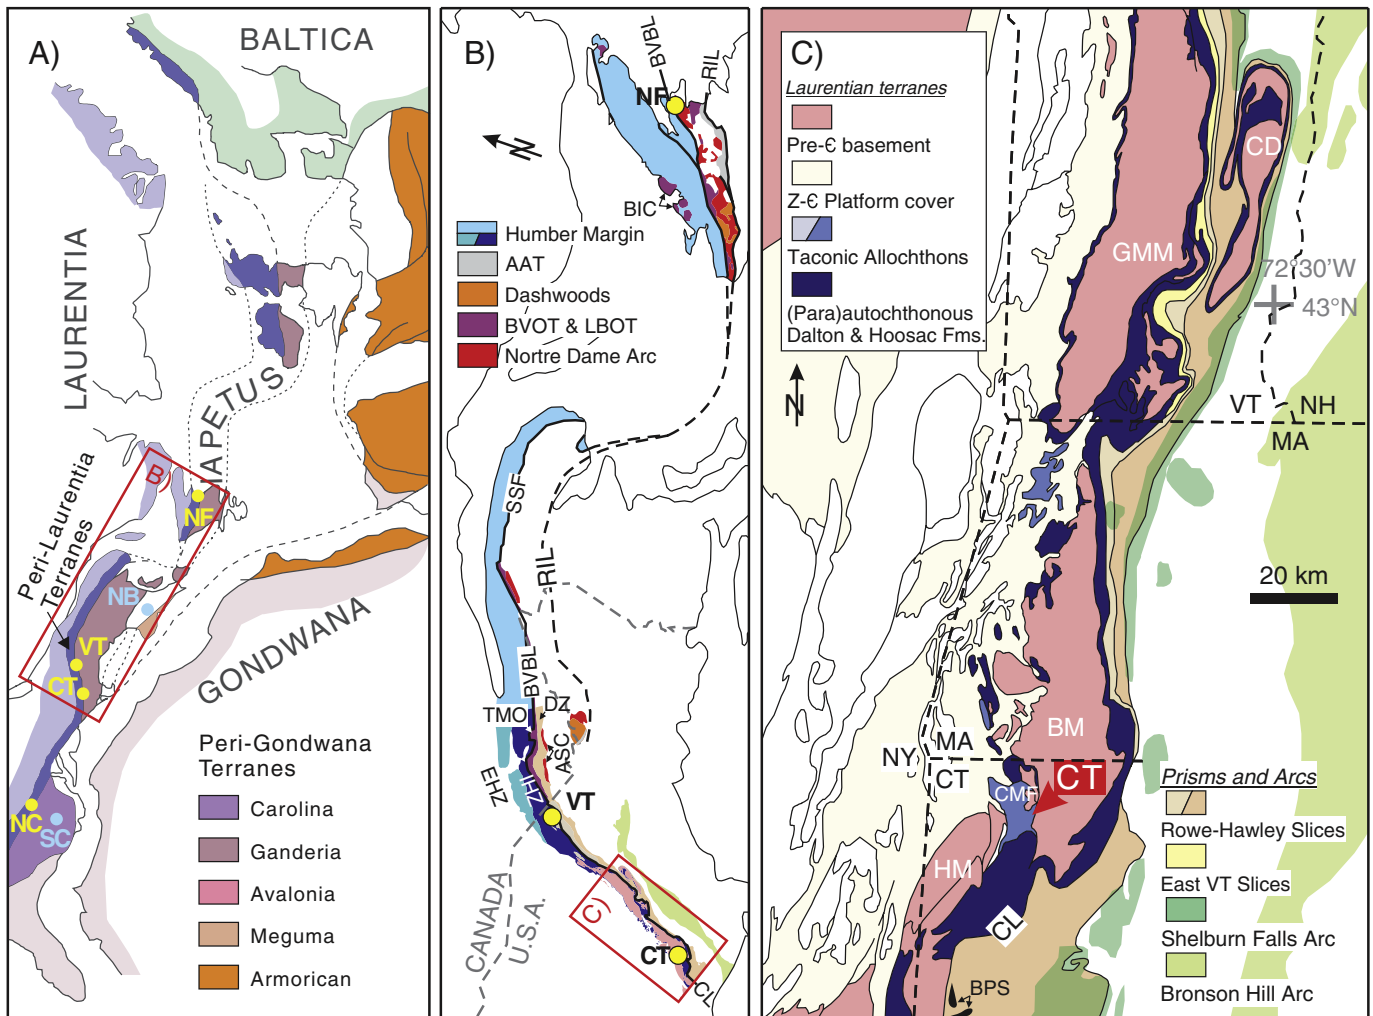 A)
BALTICA
LAURENTIA
IAPETUS
B)
NF
Peri-Laurentia
Terranes
NB
VT
CT
GONDWANA
NC
SC
Peri-Gondwana
Terranes
Carolina
Ganderia
Avalonia
Meguma
Armorican
B)
BVBL
RIL
NF
N
RIL
BIC
Humber Margin
AAT
Dashwoods
BVOT & LBOT
Nortre Dame Arc
SSF
RIL
BVBL
TMO
DZ
ASC
EHZ
IHZ
VT
CANADA
U.S.A.
C)
CT
CL
C)
Laurentian terranes
Pre-Є basement
Z-Є Platform cover
Taconic Allochthons
(Para)autochthonous
Dalton & Hoosac Fms.
N
CD
GMM
72°30'W
43°N
VT
NH
MA
20 km
BM
NY
MA
CT
CMF
CT
HM
CL
BPS
Prisms and Arcs
Rowe-Hawley Slices
East VT Slices
Shelburn Falls Arc
Bronson Hill Arc